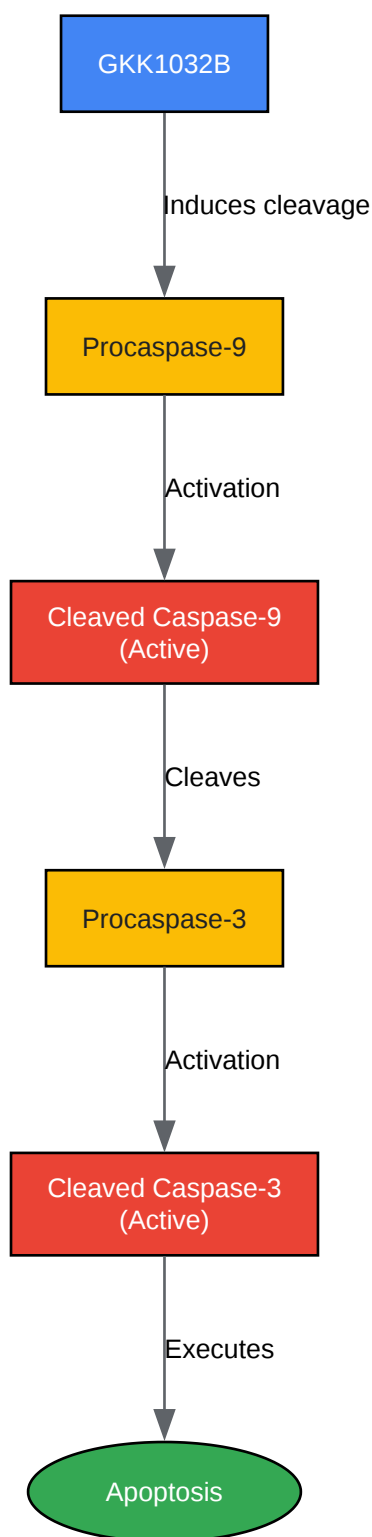 GKK1032B
Induces cleavage
Procaspase-9
Activation
Cleaved Caspase-9
(Active)
Cleaves
Procaspase-3
Activation
Cleaved Caspase-3
(Active)
Executes
Apoptosis